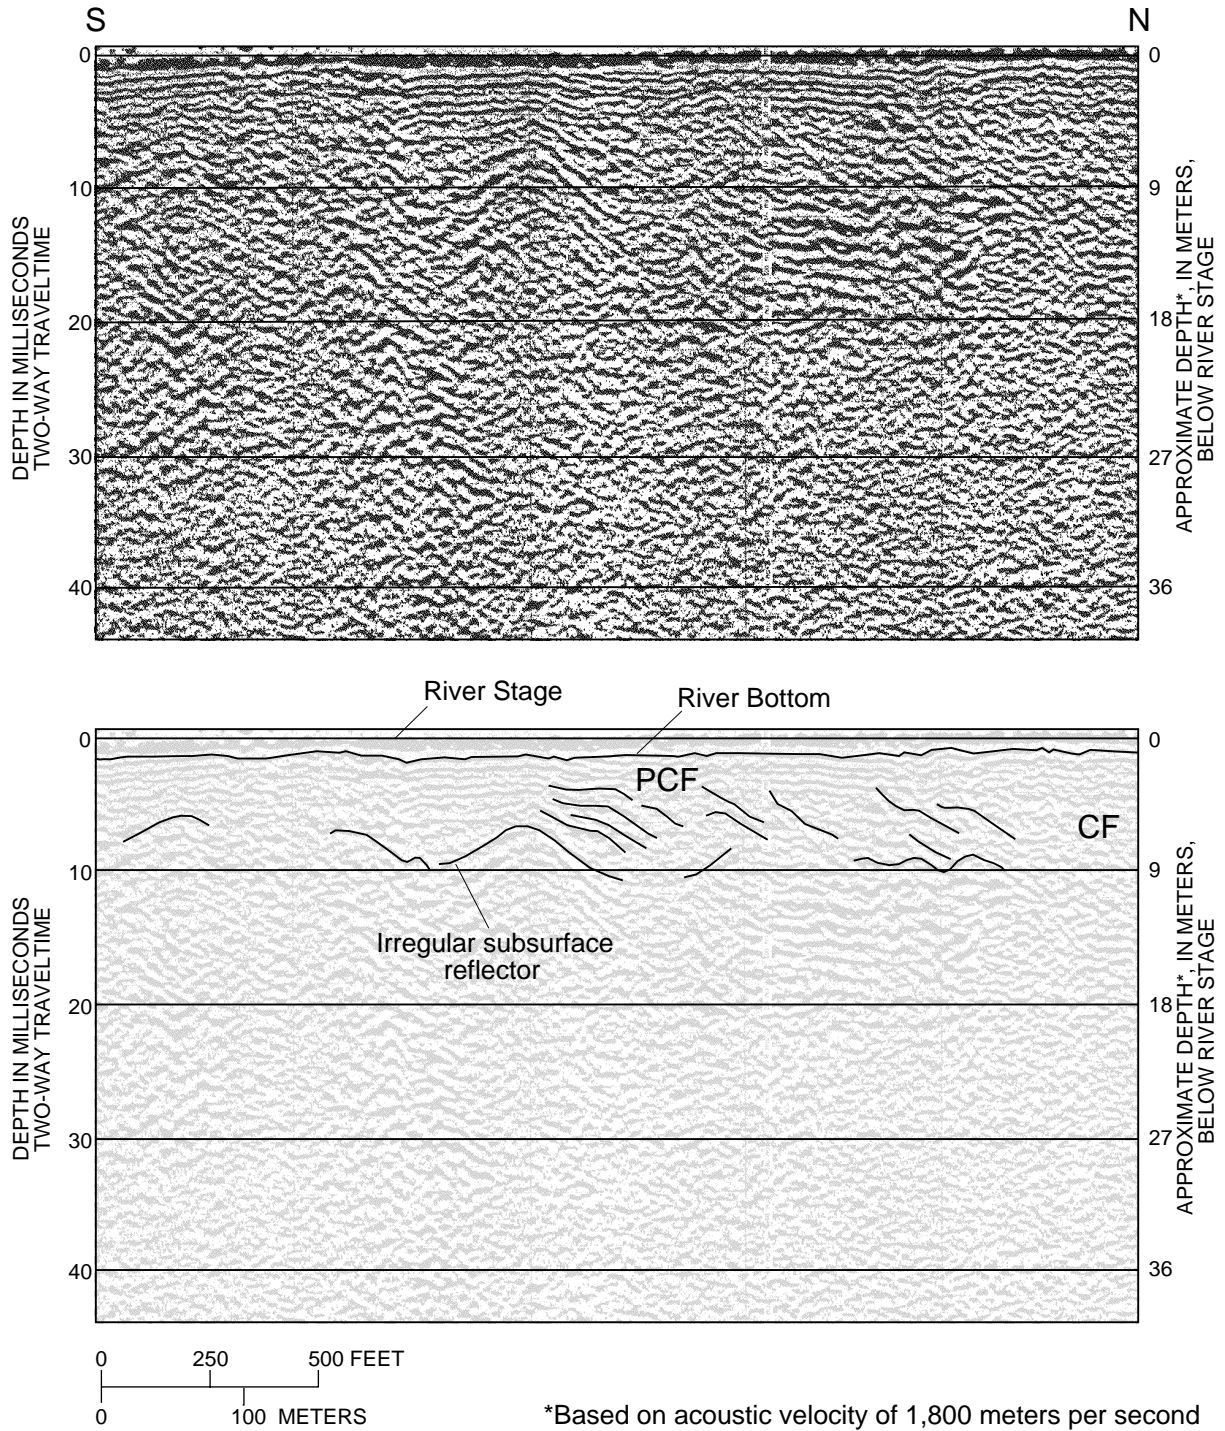 S
N
0
10
20
30
40
DEPTH IN MILLISECONDS
TWO-WAY TRAVELTIME
0
9
18
27
36
APPROXIMATE DEPTH*, IN METERS,
BELOW RIVER STAGE
River Stage
River Bottom
PCF
CF
Irregular subsurface
reflector
0
10
20
30
40
DEPTH IN MILLISECONDS
TWO-WAY TRAVELTIME
0
9
18
27
36
APPROXIMATE DEPTH*, IN METERS,
BELOW RIVER STAGE
0 250 500 FEET
0 100 METERS
*Based on acoustic velocity of 1,800 meters per second